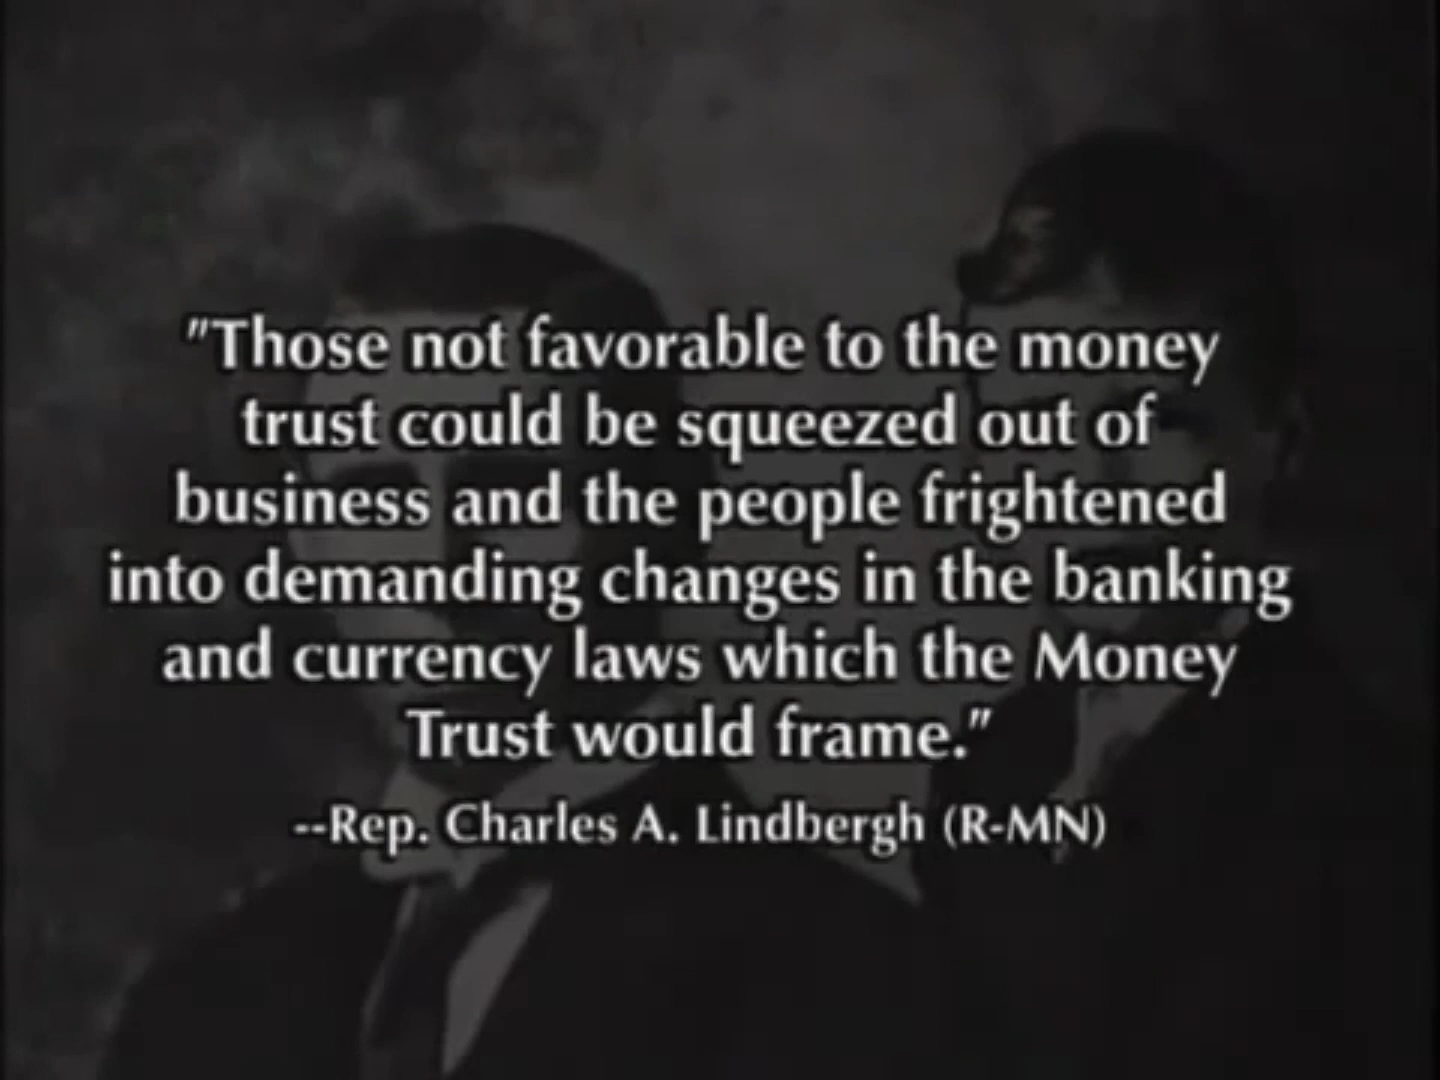 "Those not favorable to the money
trust could be squeezed out of
business and the people frightened
into demanding changes in the banking
and currency laws which the Money
Trust would frame."
--Rep. Charles A. Lindbergh (R-MN)